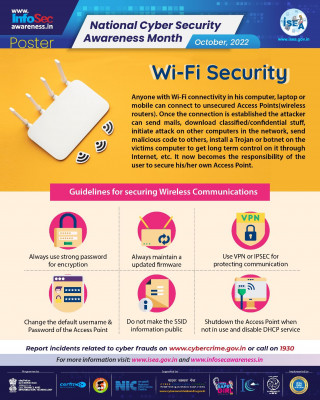 www.
InfoSec
awareness.in
Poster
National Cyber Security
Awareness Month
October, 2022
ISEA
www.isea.gov.in
Wi-Fi Security
Anyone with Wi-Fi connectivity in his computer, laptop or
mobile can connect to unsecured Access Points(wireless
routers). Once the connection is established the attacker
can send mails, download classified/confidential stuff,
initiate attack on other computers in the network, send
malicious code to others, install a Trojan or botnet on the
victims computer to get long term control on it through
Internet, etc. It now becomes the responsibility of the
user to secure his/her own Access Point.
Guidelines for securing Wireless Communications
VPN
Always use strong password
for encryption
Always maintain a
updated firmware
Use VPN or IPSEC for
protecting communication
Change the default username &
Password of the Access Point
Do not make the SSID
information public
Shutdown the Access Point when
not in use and disable DHCP service
Report incidents related to cyber frauds on www.cybercrime.gov.in or call on 1930
For more information visit: www.isea.gov.in and www.infosecawareness.in
NIC